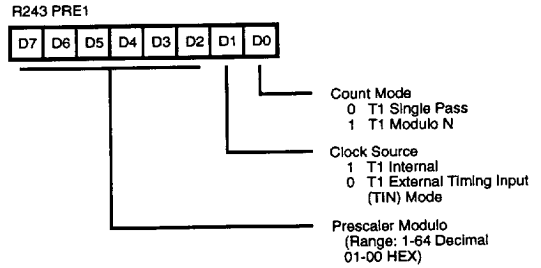 R243 PRE1
D7 D6 D5 D4 D3 D2 D1 D0
Count Mode
0 T1 Single Pass
1 T1 Modulo N
Clock Source
1 T1 Internal
0 T1 External Timing Input
(TIN) Mode
Prescaler Modulo
(Range: 1-64 Decimal
01-00 HEX)